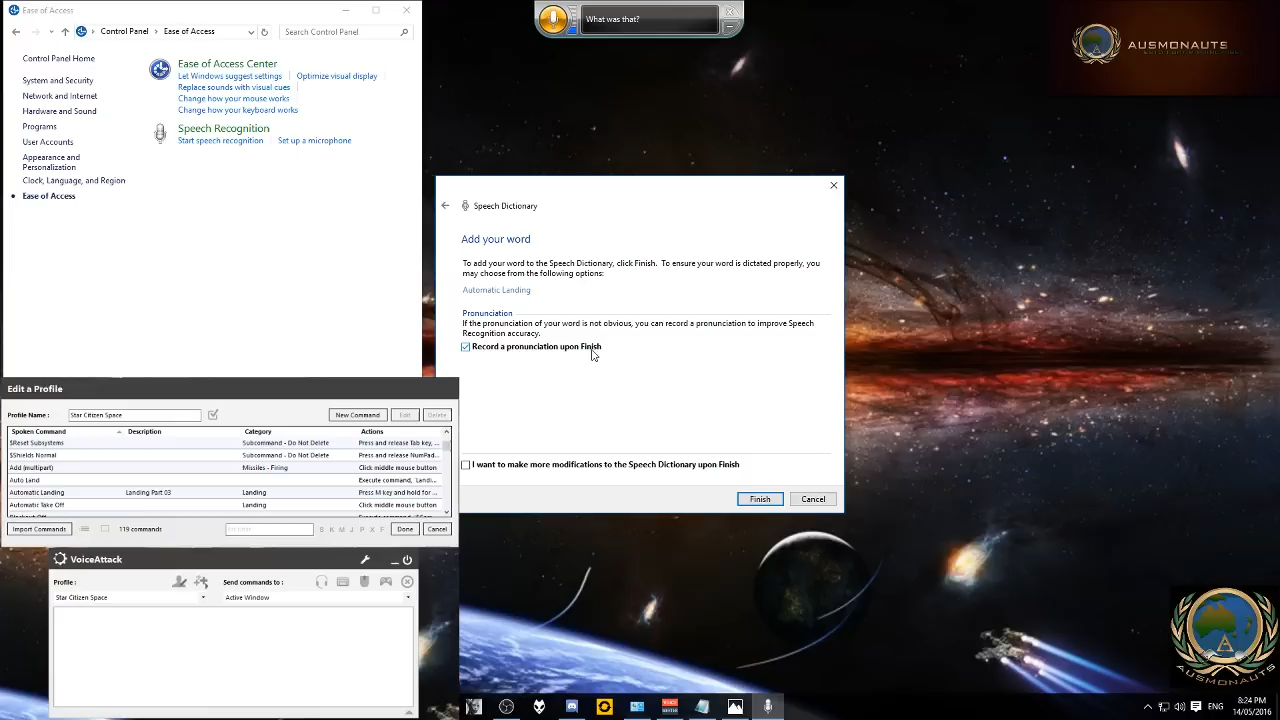 Ease of Access
Control Panel
Ease of Access
Search Control Panel
Control Panel Home
System and Security
Network and Internet
Hardware and Sound
Programs
User Accounts
Appearance and
Personalization
Clock, Language, and Region
Ease of Access
Ease of Access Center
Let Windows suggest settings
Optimize visual display
Replace sounds with visual cues
Change how your mouse works
Change how your keyboard works
Speech Recognition
Start speech recognition
Set up a microphone
What was that?
AUSMONAUTS
Speech Dictionary
Add your word
To add your word to the Speech Dictionary, click Finish. To ensure your word is dictated properly, you
may choose from the following options:
Automatic Landing
Pronunciation
If the pronunciation of your word is not obvious, you can record a pronunciation to improve Speech
Recognition accuracy.
Record a pronunciation upon Finish
I want to make more modifications to the Speech Dictionary upon Finish
Finish
Cancel
Edit a Profile
Profile Name :
Star Citizen Space
New Command
Edit
Delete
Spoken Command Description Category Actions
$Reset Subsystems Subcommand - Do Not Delete Press and release Tab key, ...
$Shields Normal Subcommand - Do Not Delete Press and release NumPad...
Add (multipart) Missiles - Firing Click middle mouse button
Auto Land Execute command, 'Landi...
Automatic Landing Landing Part 03 Landing Press M key and hold for ...
Automatic Take Off Landing Click middle mouse button
Import Commands
119 commands
S K M J P X F
Done
Cancel
VoiceAttack
Profile :
Send commands to :
Star Citizen Space
Active Window
8:24 PM
14/05/2016